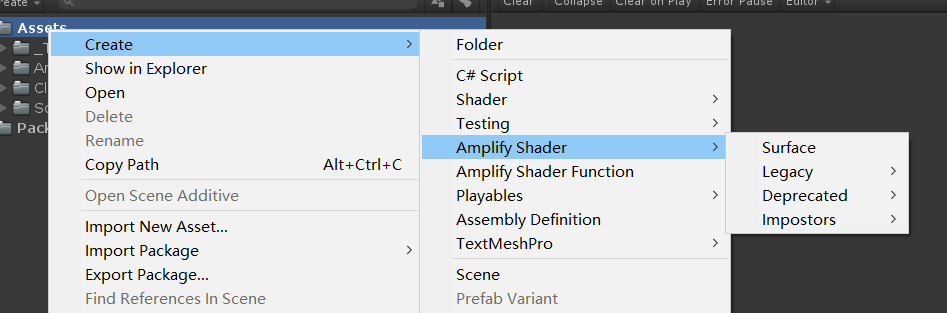 Clear Collapse Clear on Play Error Pause Editor
Assets
Create
Show in Explorer
Open
Delete
Rename
Copy Path Alt+Ctrl+C
Open Scene Additive
Import New Asset...
Import Package
Export Package...
Find References In Scene
Folder
C# Script
Shader
Testing
Amplify Shader
Amplify Shader Function
Playables
Assembly Definition
TextMeshPro
Scene
Prefab Variant
Surface
Legacy
Deprecated
Impostors